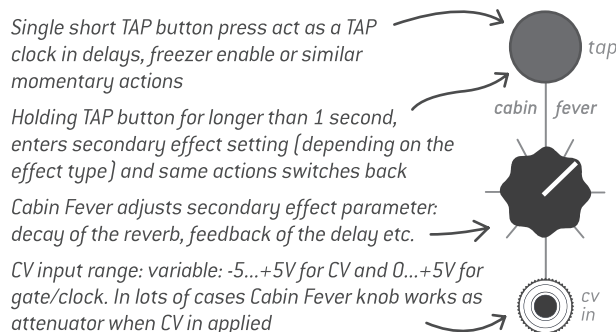 Single short TAP button press act as a TAP
clock in delays, freezer enable or similar
momentary actions
tap
Holding TAP button for longer than 1 second,
enters secondary effect setting (depending on the
effect type) and same actions switches back
cabin fever
Cabin Fever adjusts secondary effect parameter:
decay of the reverb, feedback of the delay etc.
CV input range: variable: -5...+5V for CV and 0...+5V for
gate/clock. In lots of cases Cabin Fever knob works as
attenuator when CV in applied
cv
in